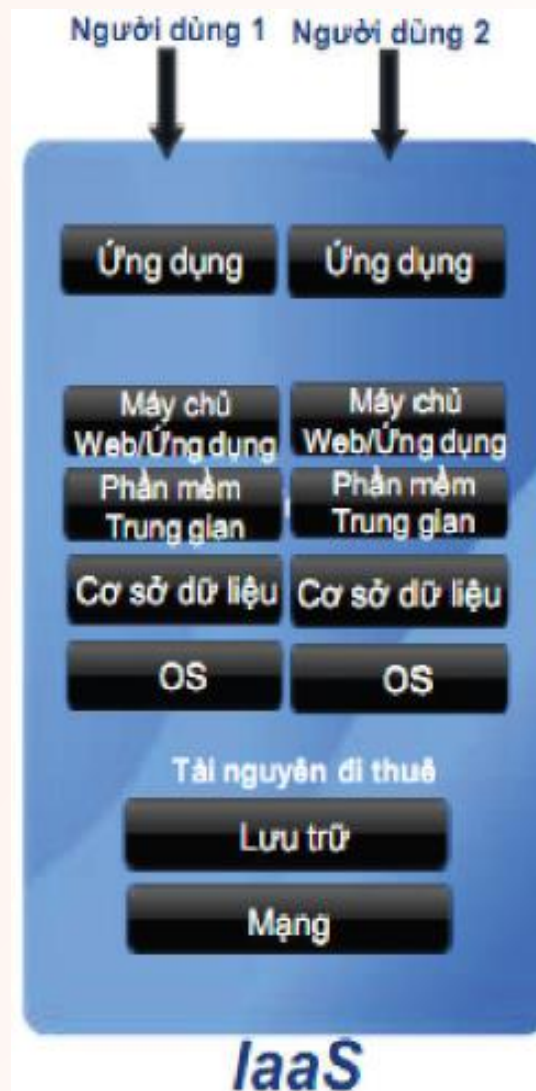 Người dùng 1 Người dùng 2
Ứng dụng Ứng dụng
Máy chủ Máy chủ
Web/Ứng dụng Web/Ứng dụng
Phần mềm Phần mềm
Trung gian Trung gian
Cơ sở dữ liệu Cơ sở dữ liệu
OS OS
Tài nguyên đi thuê
Lưu trữ
Mạng
IaaS